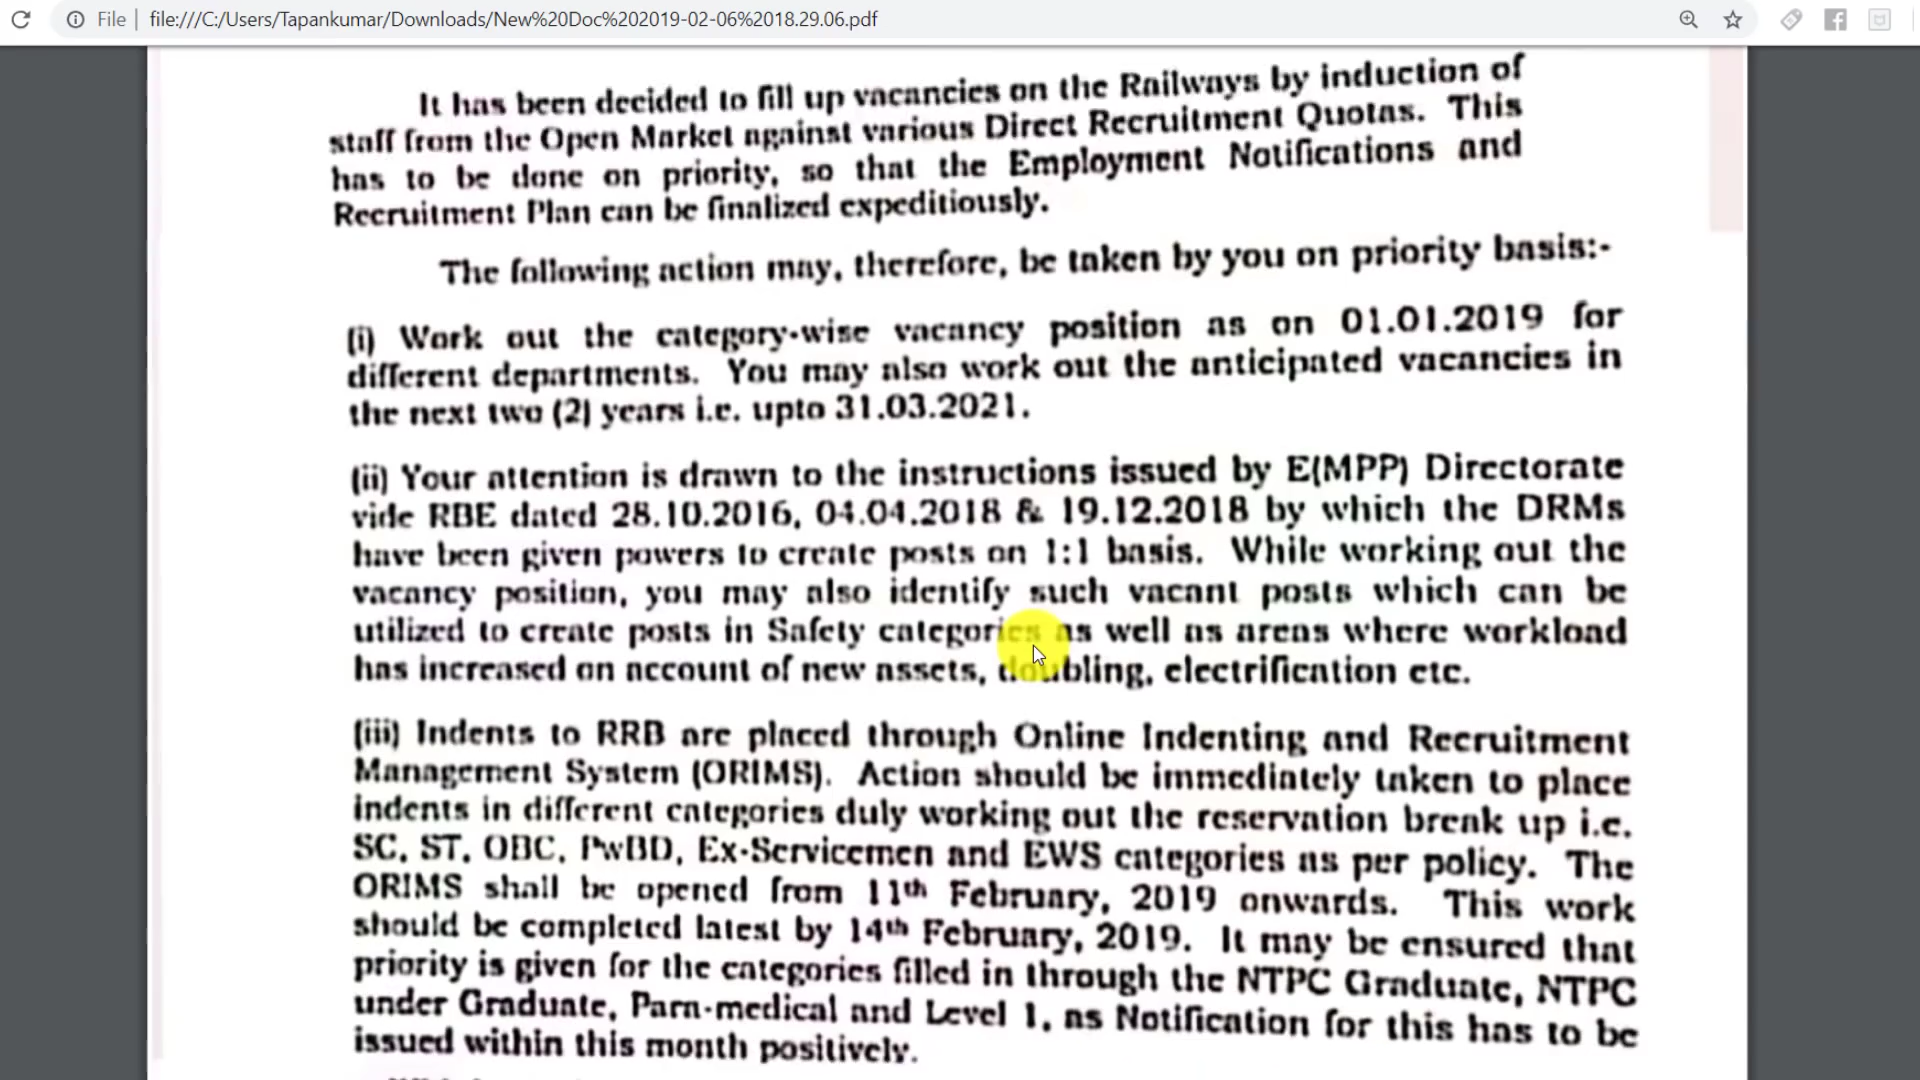 File
file:///C:/Users/Tapankumar/Downloads/New%20Doc%202019-02-06%2018.29.06.pdf
It has been decided to fill up vacancies on the Railways by induction of
staff from the Open Market against various Direct Recruitment Quotas. This
has to be done on priority, so that the Employment Notifications and
Recruitment Plan can be finalized expeditiously.
The following action may, therefore, be taken by you on priority basis:-
(i) Work out the category-wise vacancy position as on 01.01.2019 for
different departments. You may also work out the anticipated vacancies in
the next two (2) years i.e. upto 31.03.2021.
(ii) Your attention is drawn to the instructions issued by E(MPP) Directorate
vide RBE dated 28.10.2016, 04.04.2018 & 19.12.2018 by which the DRMs
have been given powers to create posts on 1:1 basis. While working out the
vacancy position, you may also identify such vacant posts which can be
utilized to create posts in Safety categories as well as areas where workload
has increased on account of new assets, doubling, electrification etc.
(iii) Indents to RRB are placed through Online Indenting and Recruitment
Management System (ORIMS). Action should be immediately taken to place
indents in different categories duly working out the reservation break up i.e.
SC, ST, OBC, PwBD, Ex-Servicemen and EWS categories as per policy. The
ORIMS shall be opened from 11th February, 2019 onwards. This work
should be completed latest by 14th February, 2019. It may be ensured that
priority is given for the categories filled in through the NTPC Graduate, NTPC
under Graduate, Para-medical and Level 1, as Notification for this has to be
issued within this month positively.